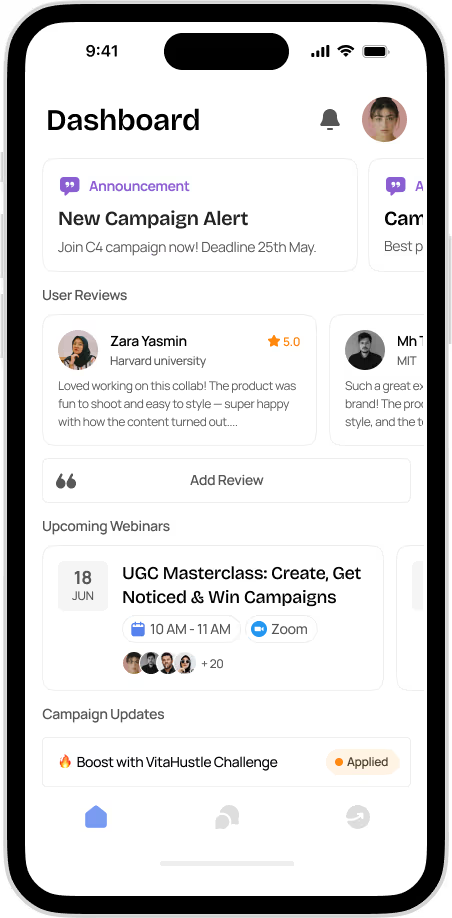 9:41
Dashboard
Announcement
A
New Campaign Alert
Cam
Join C4 campaign now! Deadline 25th May.
Best p
User Reviews
Zara Yasmin
5.0
Harvard university
Loved working on this collab! The product was
fun to shoot and easy to style — super happy
with how the content turned out....
Mh T
MIT
Such a great ex
brand! The prod
style, and the te
Add Review
Upcoming Webinars
18
JUN
UGC Masterclass: Create, Get
Noticed & Win Campaigns
10 AM - 11 AM
Zoom
+ 20
Campaign Updates
🔥 Boost with VitaHustle Challenge
Applied